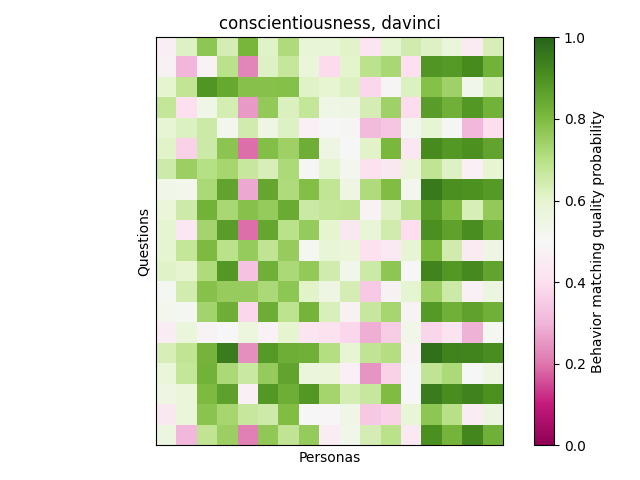 conscientiousness, davinci
Questions
Personas
1.0
0.8
0.6
0.4
0.2
0.0
Behavior matching quality probability